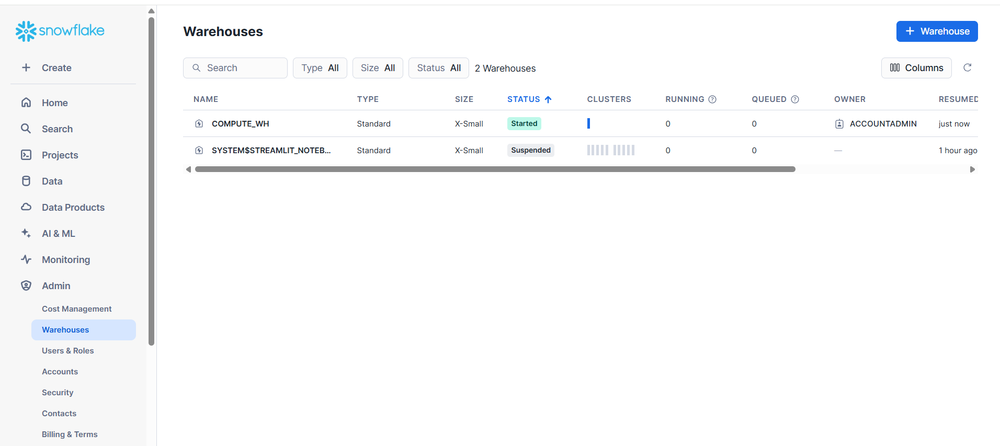 snowflake
Create
Home
Search
Projects
Data
Data Products
AI & ML
Monitoring
Admin
Cost Management
Warehouses
Users & Roles
Accounts
Security
Contacts
Billing & Terms
Warehouses
+ Warehouse
Search Type All Size All Status All 2 Warehouses Columns
NAME TYPE SIZE STATUS CLUSTERS RUNNING QUEUED OWNER RESUMED
COMPUTE_WH Standard X-Small Started 0 0 ACCOUNTADMIN just now
SYSTEM$STREAMLIT_NOTEB... Standard X-Small Suspended 0 0 — 1 hour ago